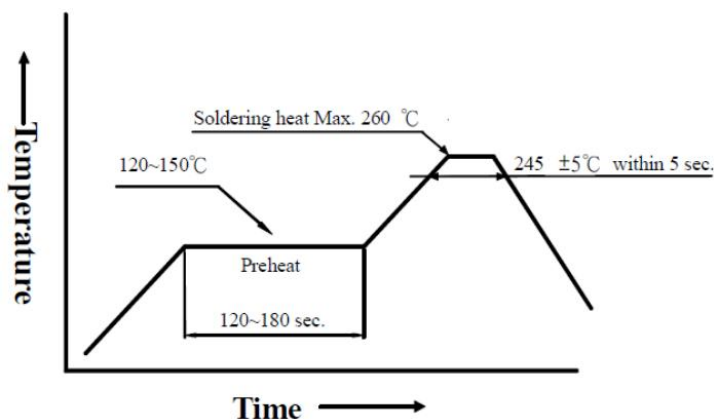 Soldering heat Max. 260 ℃
120~150℃
245 ±5℃ within 5 sec.
Temperature
Preheat
120~180 sec.
Time